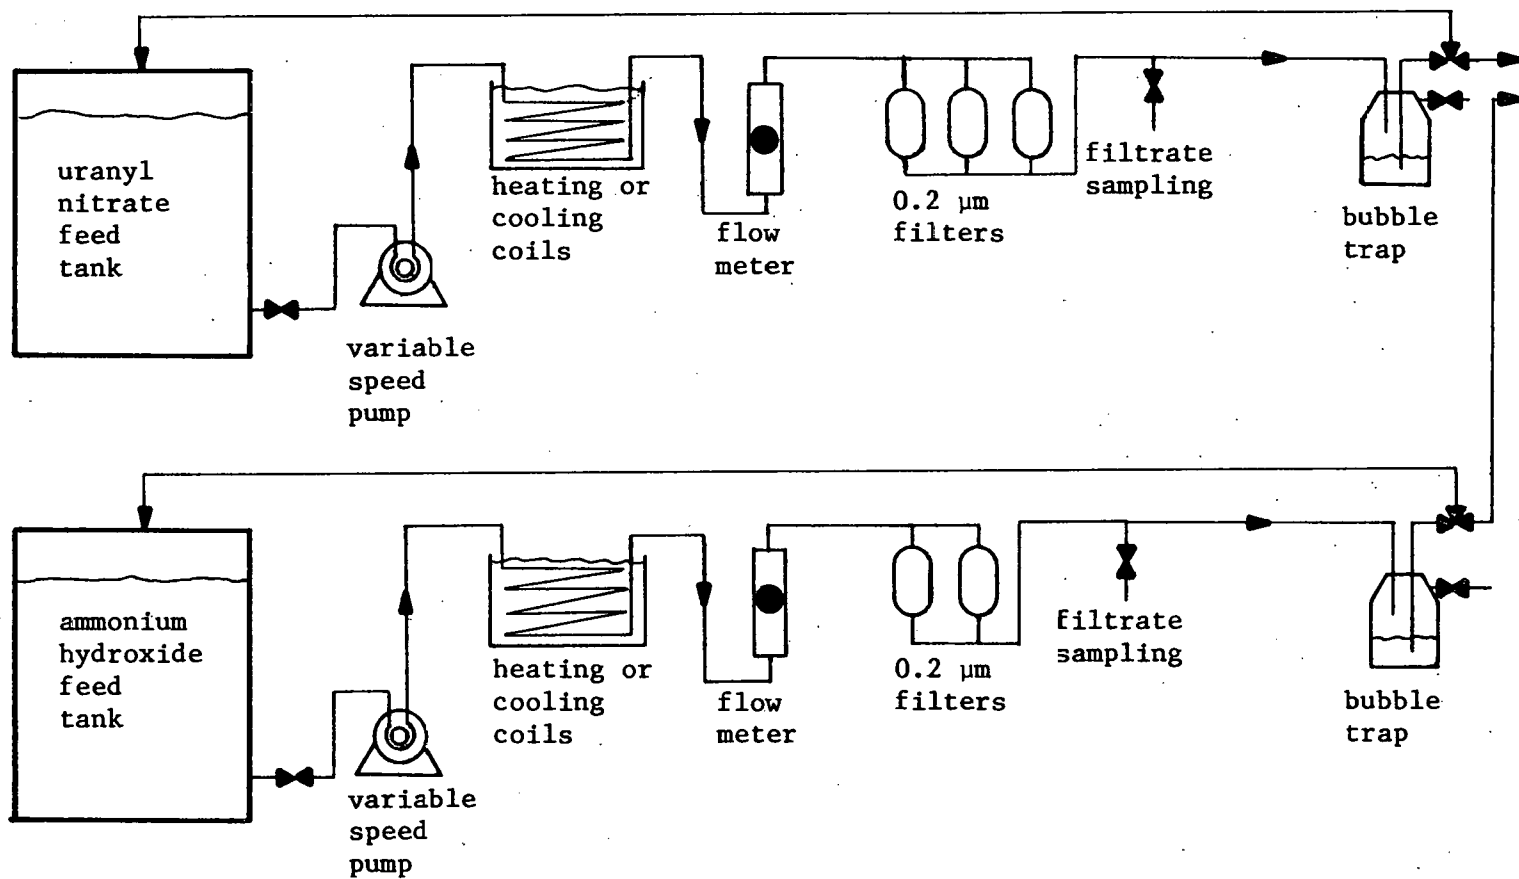 uranyl
nitrate
feed
tank
variable
speed
pump
heating or
cooling
coils
flow
meter
0.2 µm
filters
filtrate
sampling
bubble
trap
ammonium
hydroxide
feed
tank
variable
speed
pump
heating or
cooling
coils
flow
meter
0.2 µm
filters
filtrate
sampling
bubble
trap